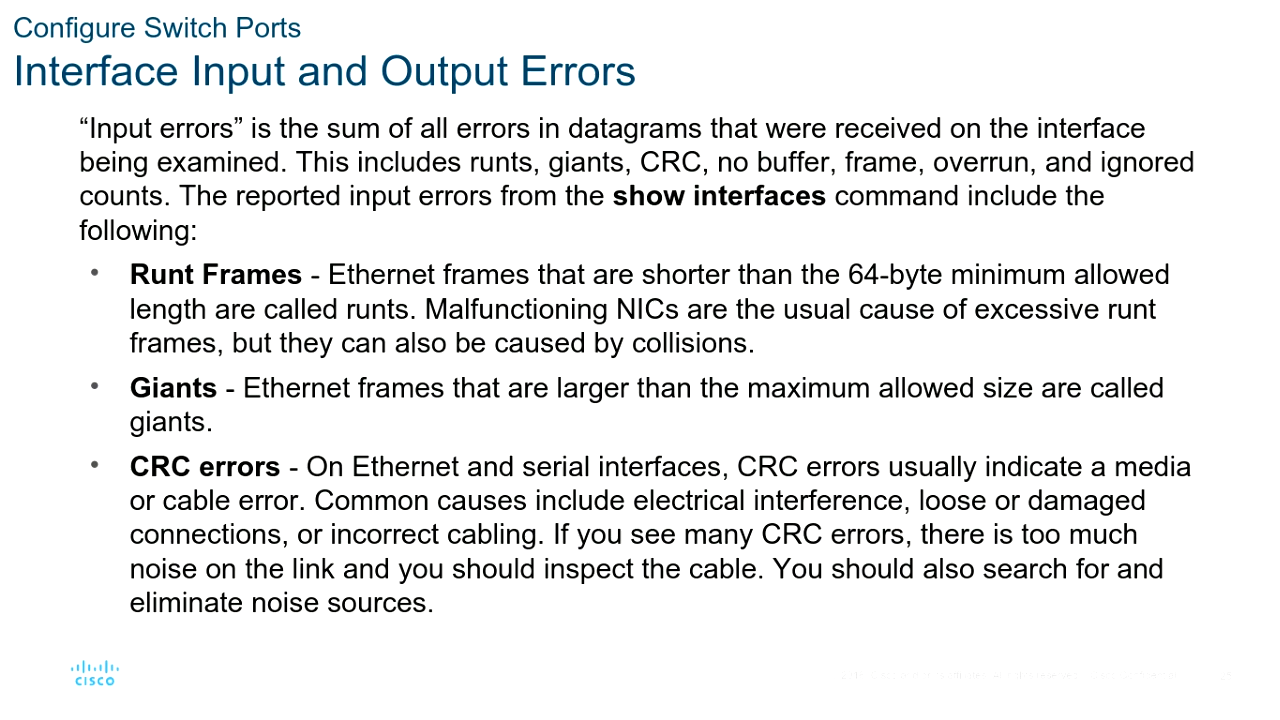 Configure Switch Ports
Interface Input and Output Errors
“Input errors” is the sum of all errors in datagrams that were received on the interface
being examined. This includes runts, giants, CRC, no buffer, frame, overrun, and ignored
counts. The reported input errors from the show interfaces command include the
following:
• Runt Frames - Ethernet frames that are shorter than the 64-byte minimum allowed
length are called runts. Malfunctioning NICs are the usual cause of excessive runt
frames, but they can also be caused by collisions.
• Giants - Ethernet frames that are larger than the maximum allowed size are called
giants.
• CRC errors - On Ethernet and serial interfaces, CRC errors usually indicate a media
or cable error. Common causes include electrical interference, loose or damaged
connections, or incorrect cabling. If you see many CRC errors, there is too much
noise on the link and you should inspect the cable. You should also search for and
eliminate noise sources.
CISCO